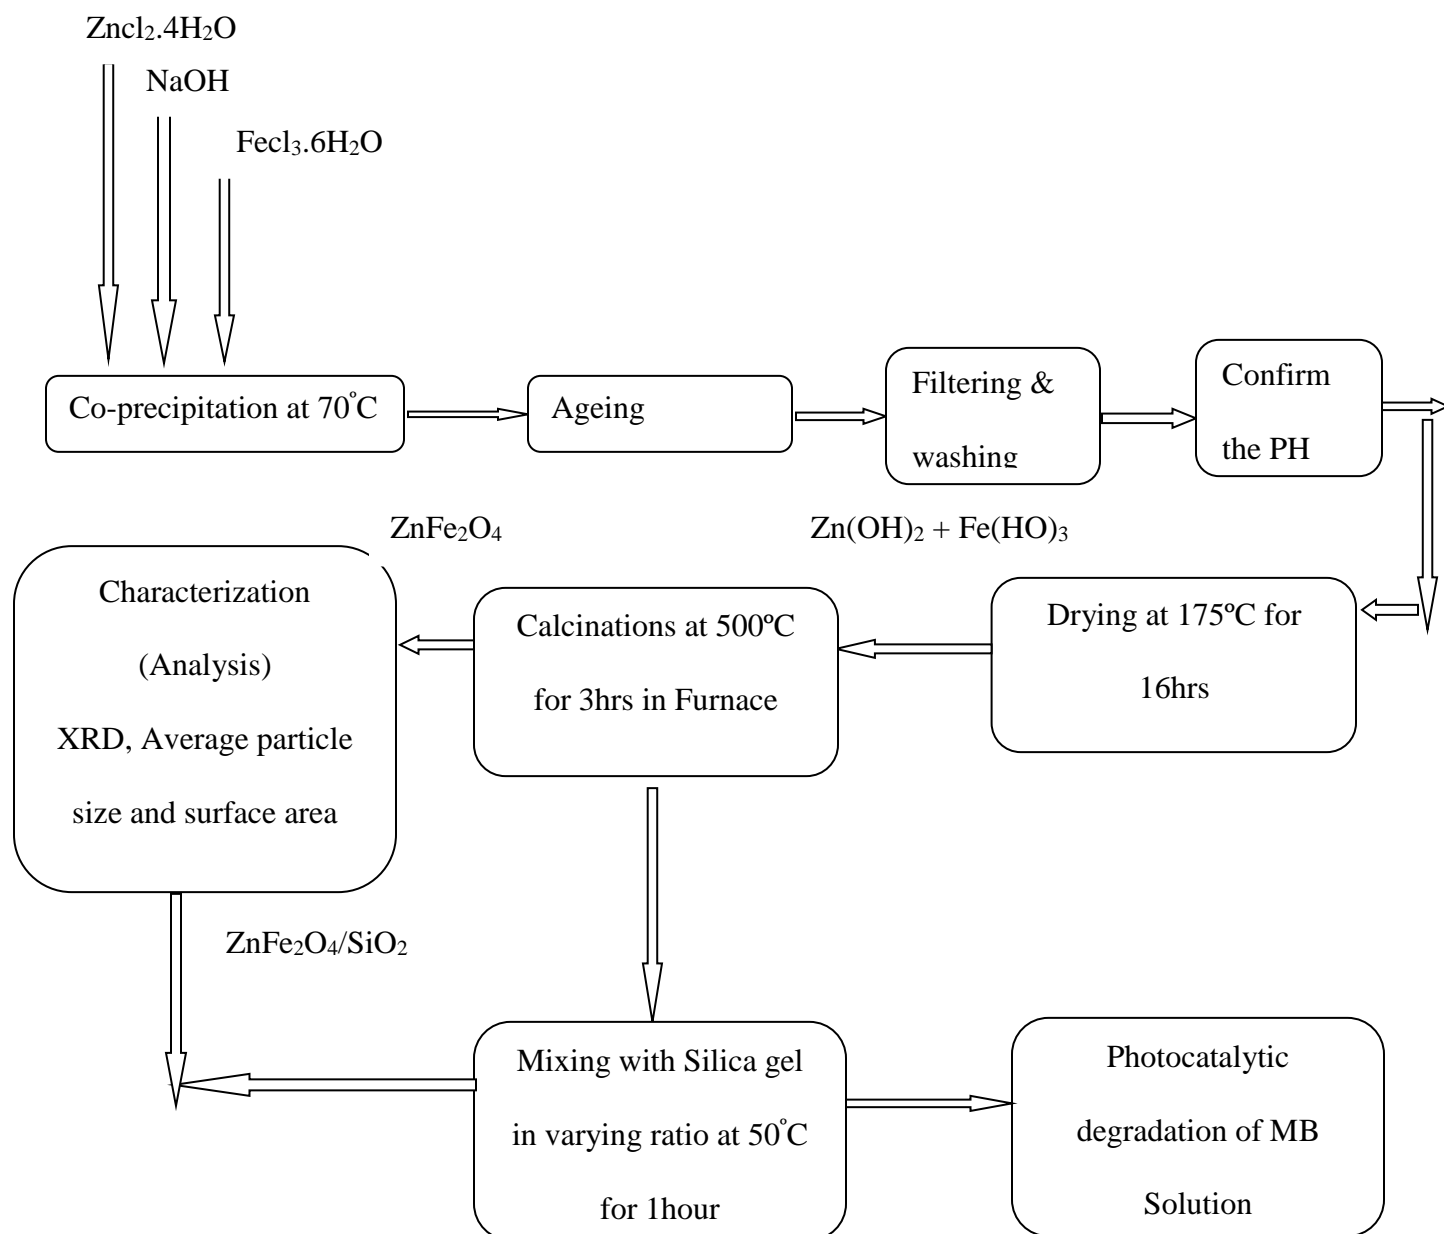 Zncl₂.4H₂O
NaOH
Fecl₃.6H₂O
Co-precipitation at 70°C
Ageing
Filtering &
washing
Confirm
the PH
ZnFe₂O₄
Zn(OH)₂ + Fe(HO)₃
Characterization
(Analysis)
XRD, Average particle
size and surface area
Calcinations at 500ºC
for 3hrs in Furnace
Drying at 175ºC for
16hrs
ZnFe₂O₄/SiO₂
Mixing with Silica gel
in varying ratio at 50°C
for 1hour
Photocatalytic
degradation of MB
Solution